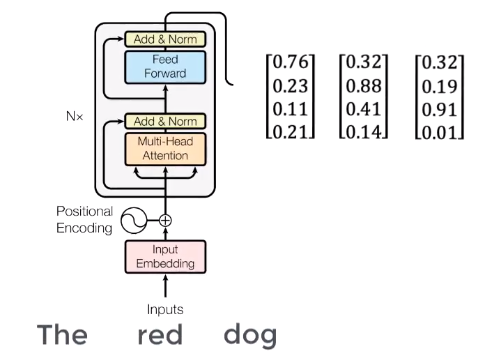 Add & Norm
Feed
Forward
Nx
Add & Norm
Multi-Head
Attention
Positional
Encoding
Input
Embedding
Inputs
The red dog
0.76 0.32 0.32
0.23 0.88 0.19
0.11 0.41 0.91
0.21 0.14 0.01